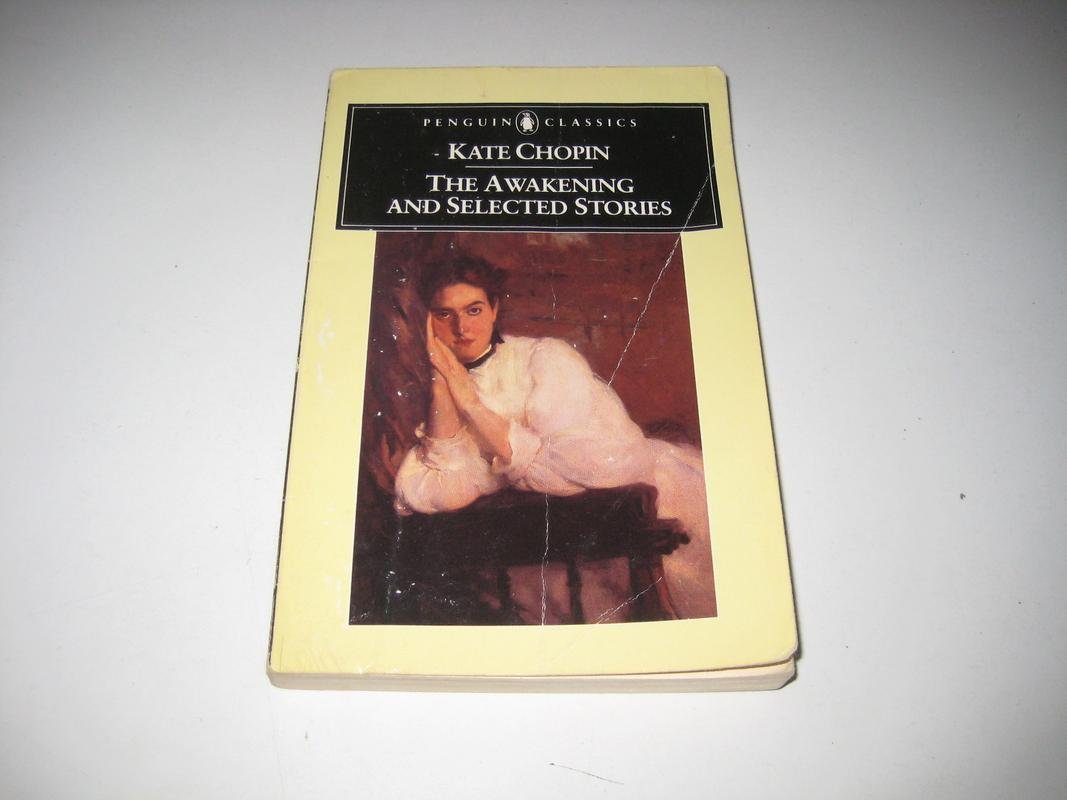 PENGUIN CLASSICS
KATE CHOPIN
THE AWAKENING
AND SELECTED STORIES